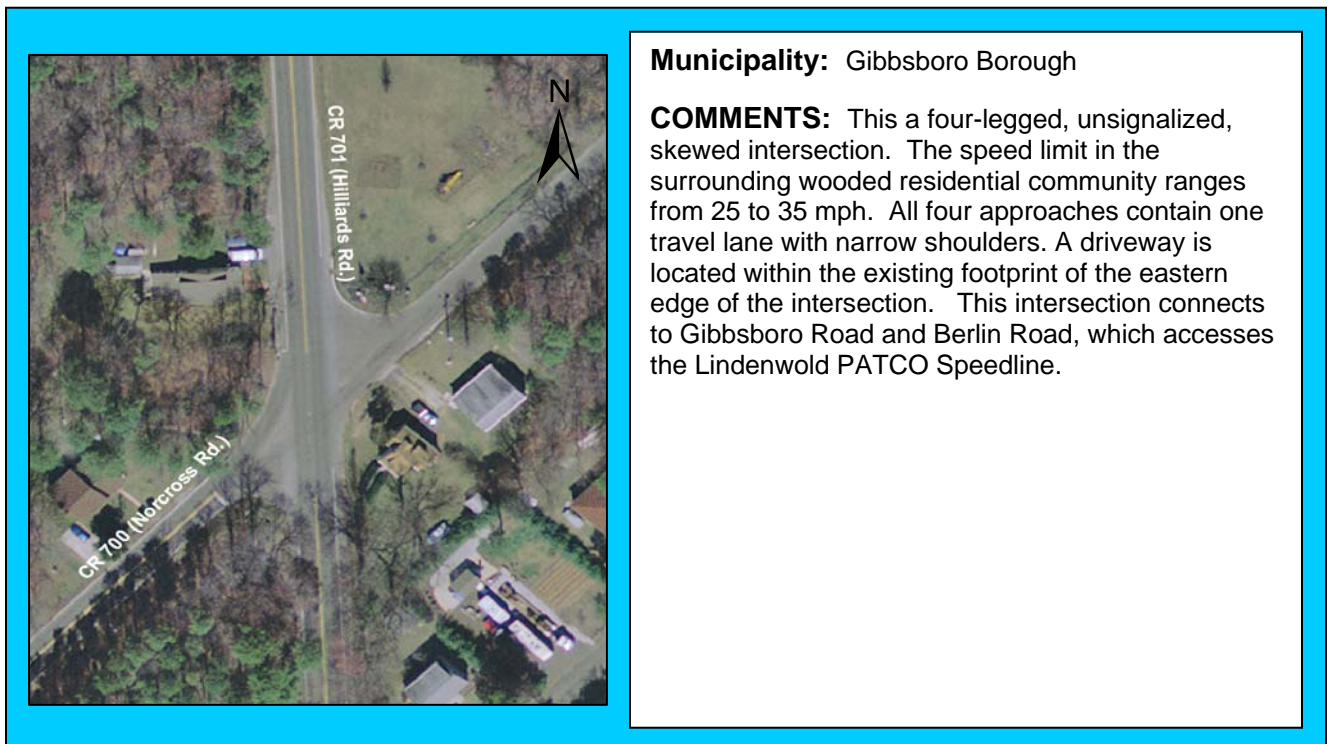 N
CR 701 (Hilliards Rd.)
CR 700 (Norcross Rd.)
Municipality: Gibbsboro Borough
COMMENTS: This a four-legged, unsignalized,
skewed intersection. The speed limit in the
surrounding wooded residential community ranges
from 25 to 35 mph. All four approaches contain one
travel lane with narrow shoulders. A driveway is
located within the existing footprint of the eastern
edge of the intersection. This intersection connects
to Gibbsboro Road and Berlin Road, which accesses
the Lindenwold PATCO Speedline.